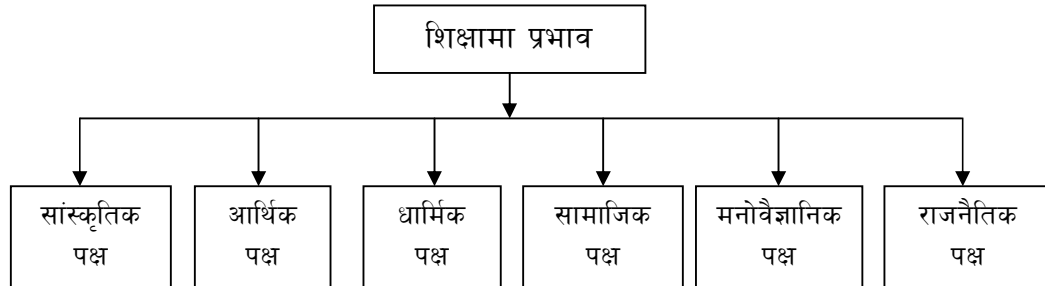 शिक्षामा प्रभाव
सांस्कृतिक
पक्ष
आर्थिक
पक्ष
धार्मिक
पक्ष
सामाजिक
पक्ष
मनोवैज्ञानिक
पक्ष
राजनैतिक
पक्ष